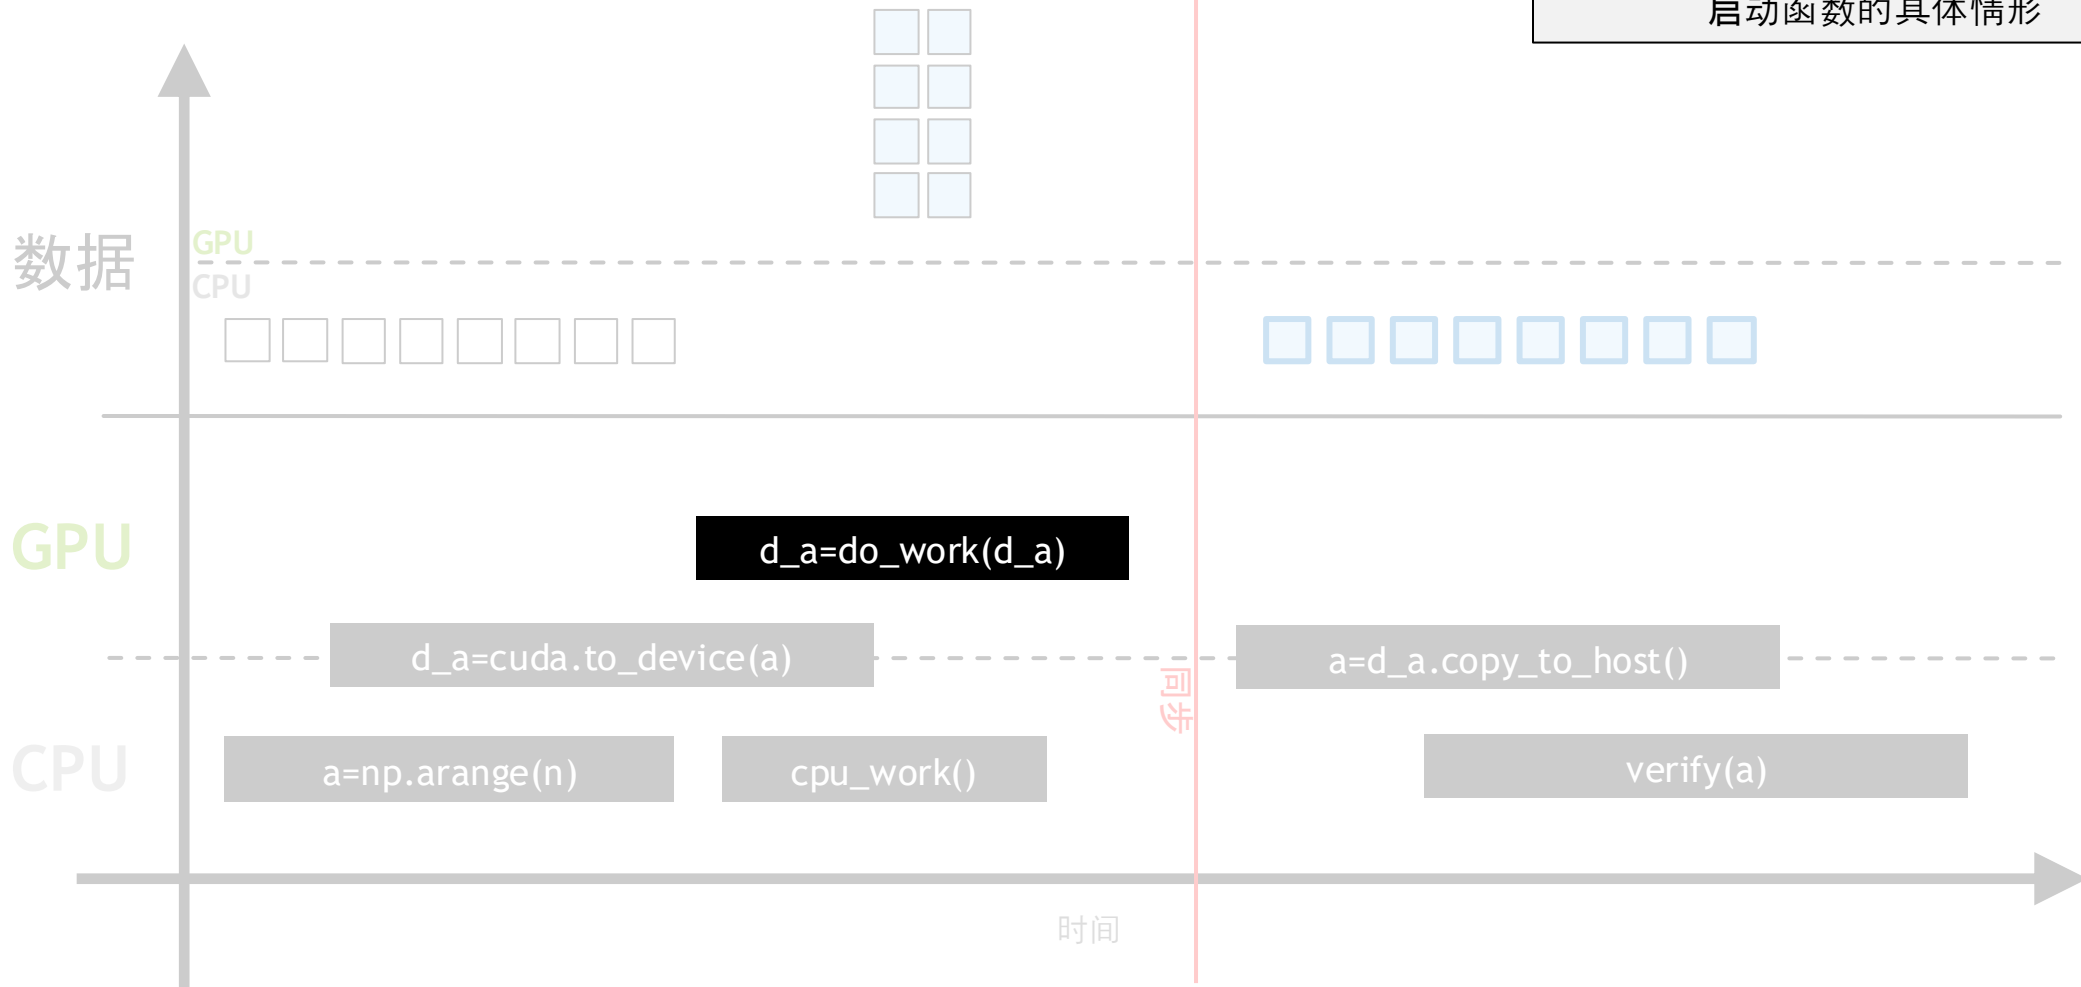 启动函数的具体情形
数据
GPU
CPU
GPU
d_a=do_work(d_a)
d_a=cuda.to_device(a)
a=d_a.copy_to_host()
同步
CPU
a=np.arange(n)
cpu_work()
verify(a)
时间